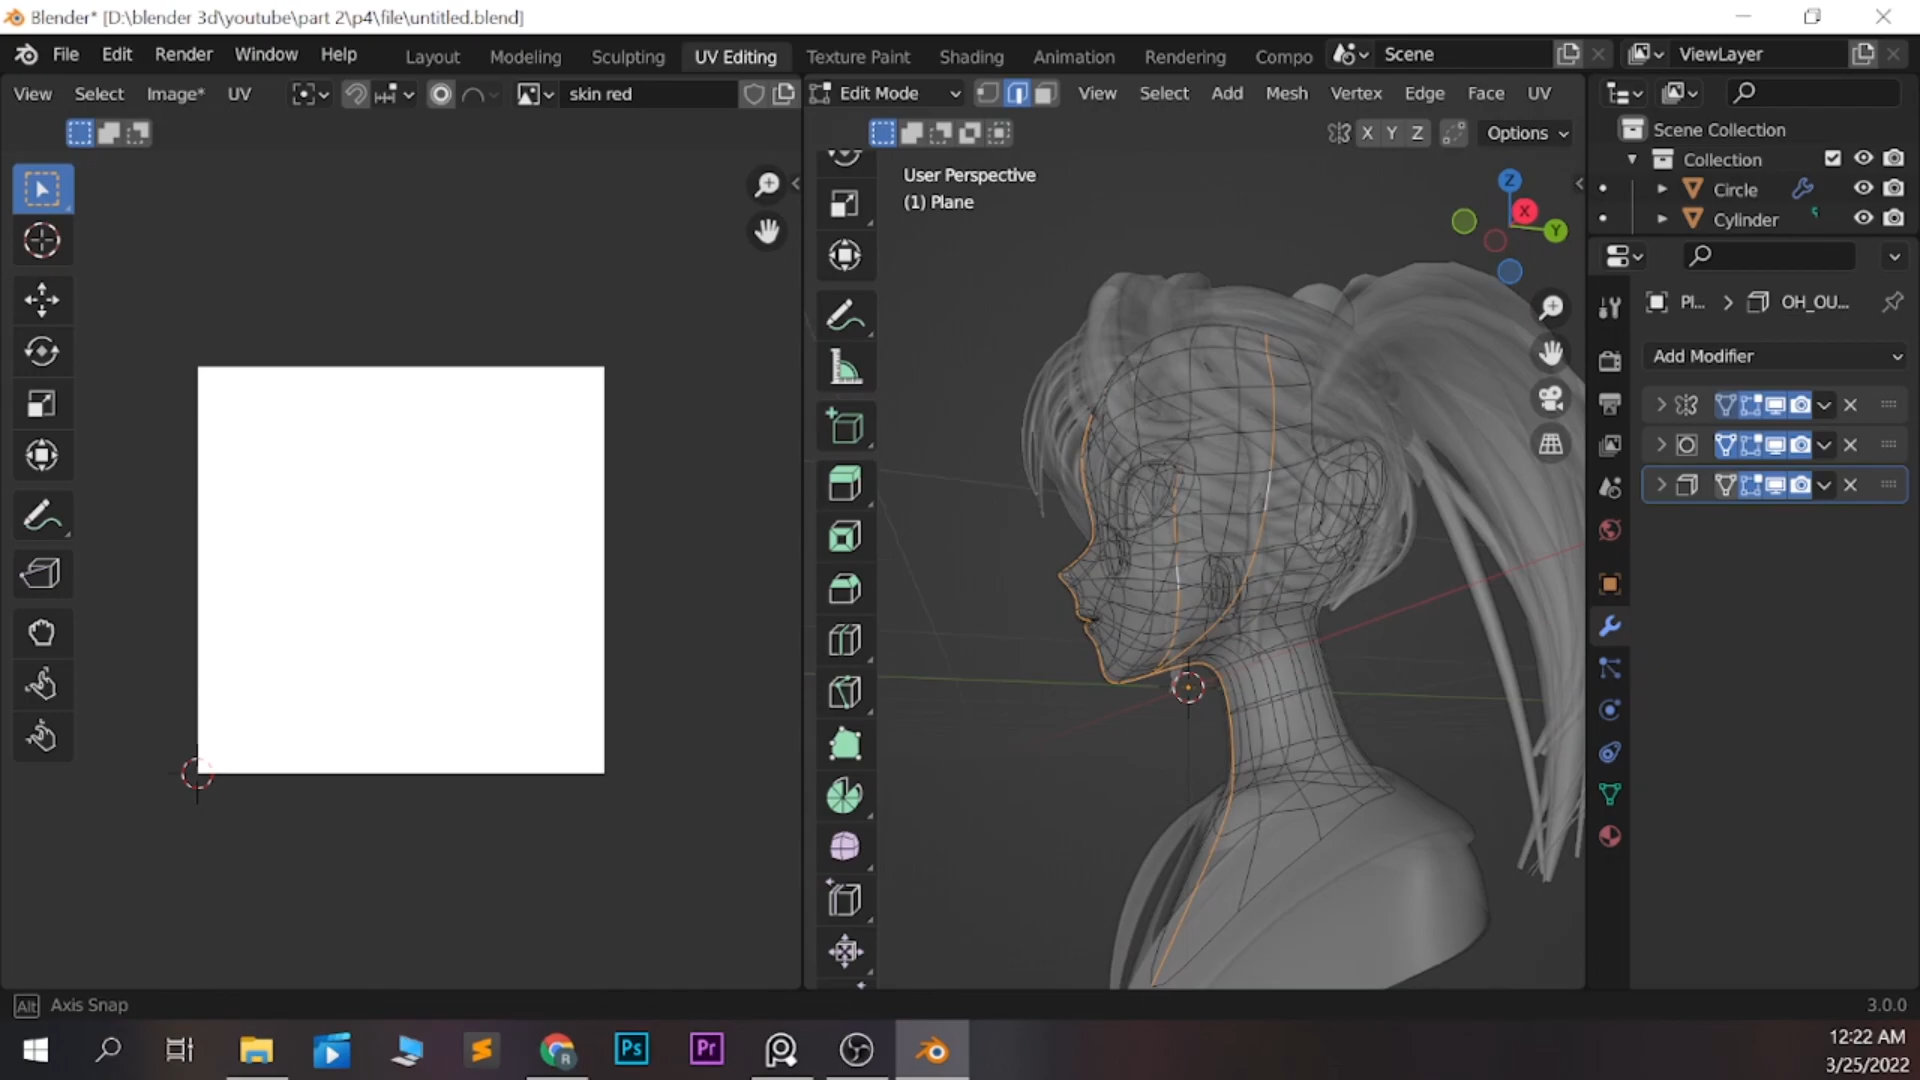 Blender* [D:\blender 3d\youtube\part 2\p4\file\untitled.blend]
File Edit Render Window Help Layout Modeling Sculpting UV Editing Texture Paint Shading Animation Rendering Compo Scene ViewLayer
View Select Image* UV skin red Edit Mode View Select Add Mesh Vertex Edge Face UV
X Y Z Options
Scene Collection
Collection
Circle
Cylinder
User Perspective
(1) Plane
Z
X
Y
Pl... OH_OU...
Add Modifier
Alt Axis Snap
3.0.0
R Ps Pr
12:22 AM
3/25/2022